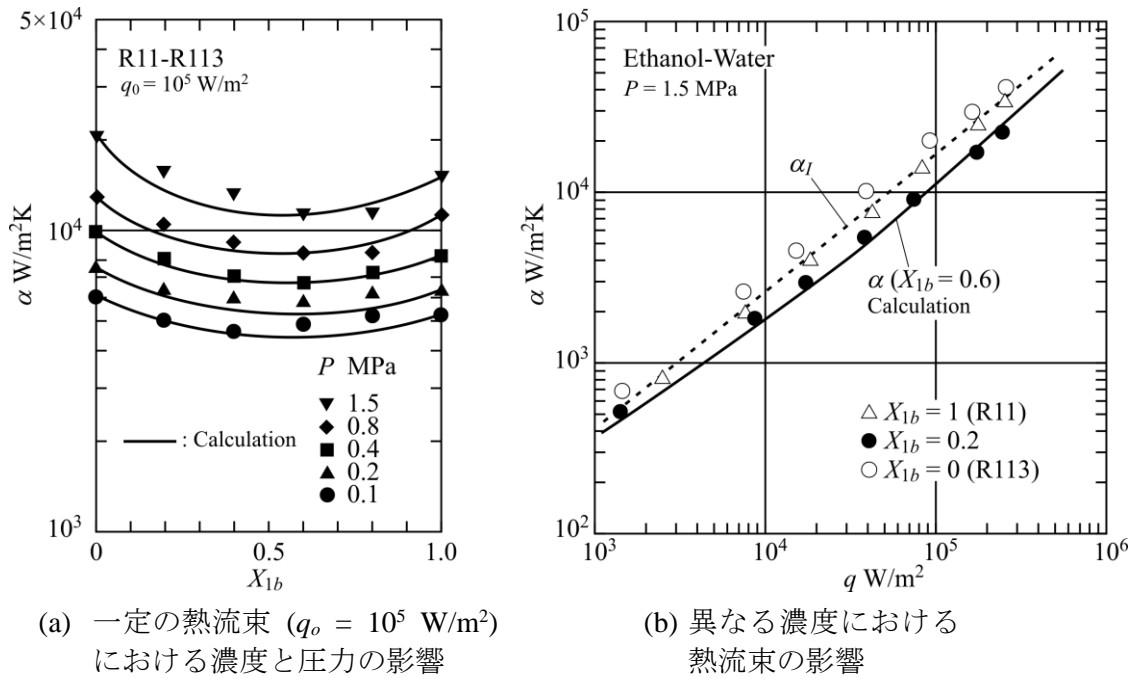 5×10⁴
R11-R113
q₀ = 10⁵ W/m²
10⁴
α W/m²K
P MPa
▼ 1.5
◆ 0.8
■ 0.4
▲ 0.2
● 0.1
: Calculation
10³
0 0.5 1.0
X₁b
(a) 一定の熱流束 (qₒ = 10⁵ W/m²)
における濃度と圧力の影響
10⁵
Ethanol-Water
P = 1.5 MPa
α_I
10⁴
α W/m²K
α (X₁b = 0.6)
Calculation
10³
△ X₁b = 1 (R11)
● X₁b = 0.2
○ X₁b = 0 (R113)
10²
10³ 10⁴ 10⁵ 10⁶
q W/m²
(b) 異なる濃度における
熱流束の影響